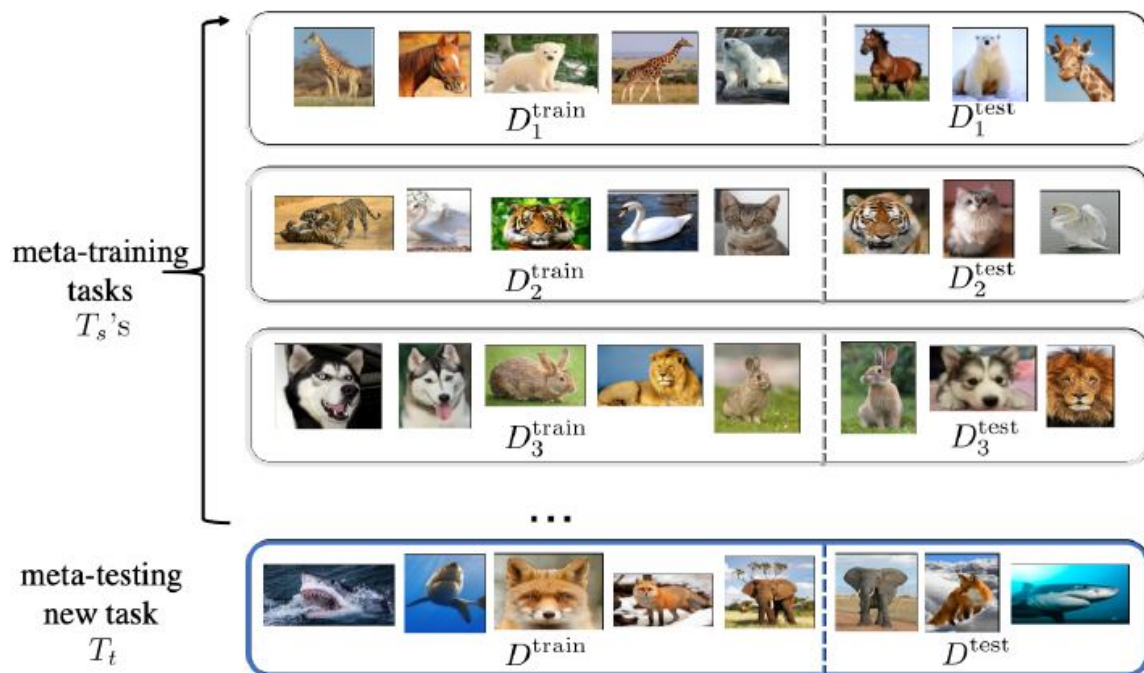 D_1^train
D_1^test
meta-training
tasks
T_s's
D_2^train
D_2^test
D_3^train
D_3^test
...
meta-testing
new task
T_t
D^train
D^test